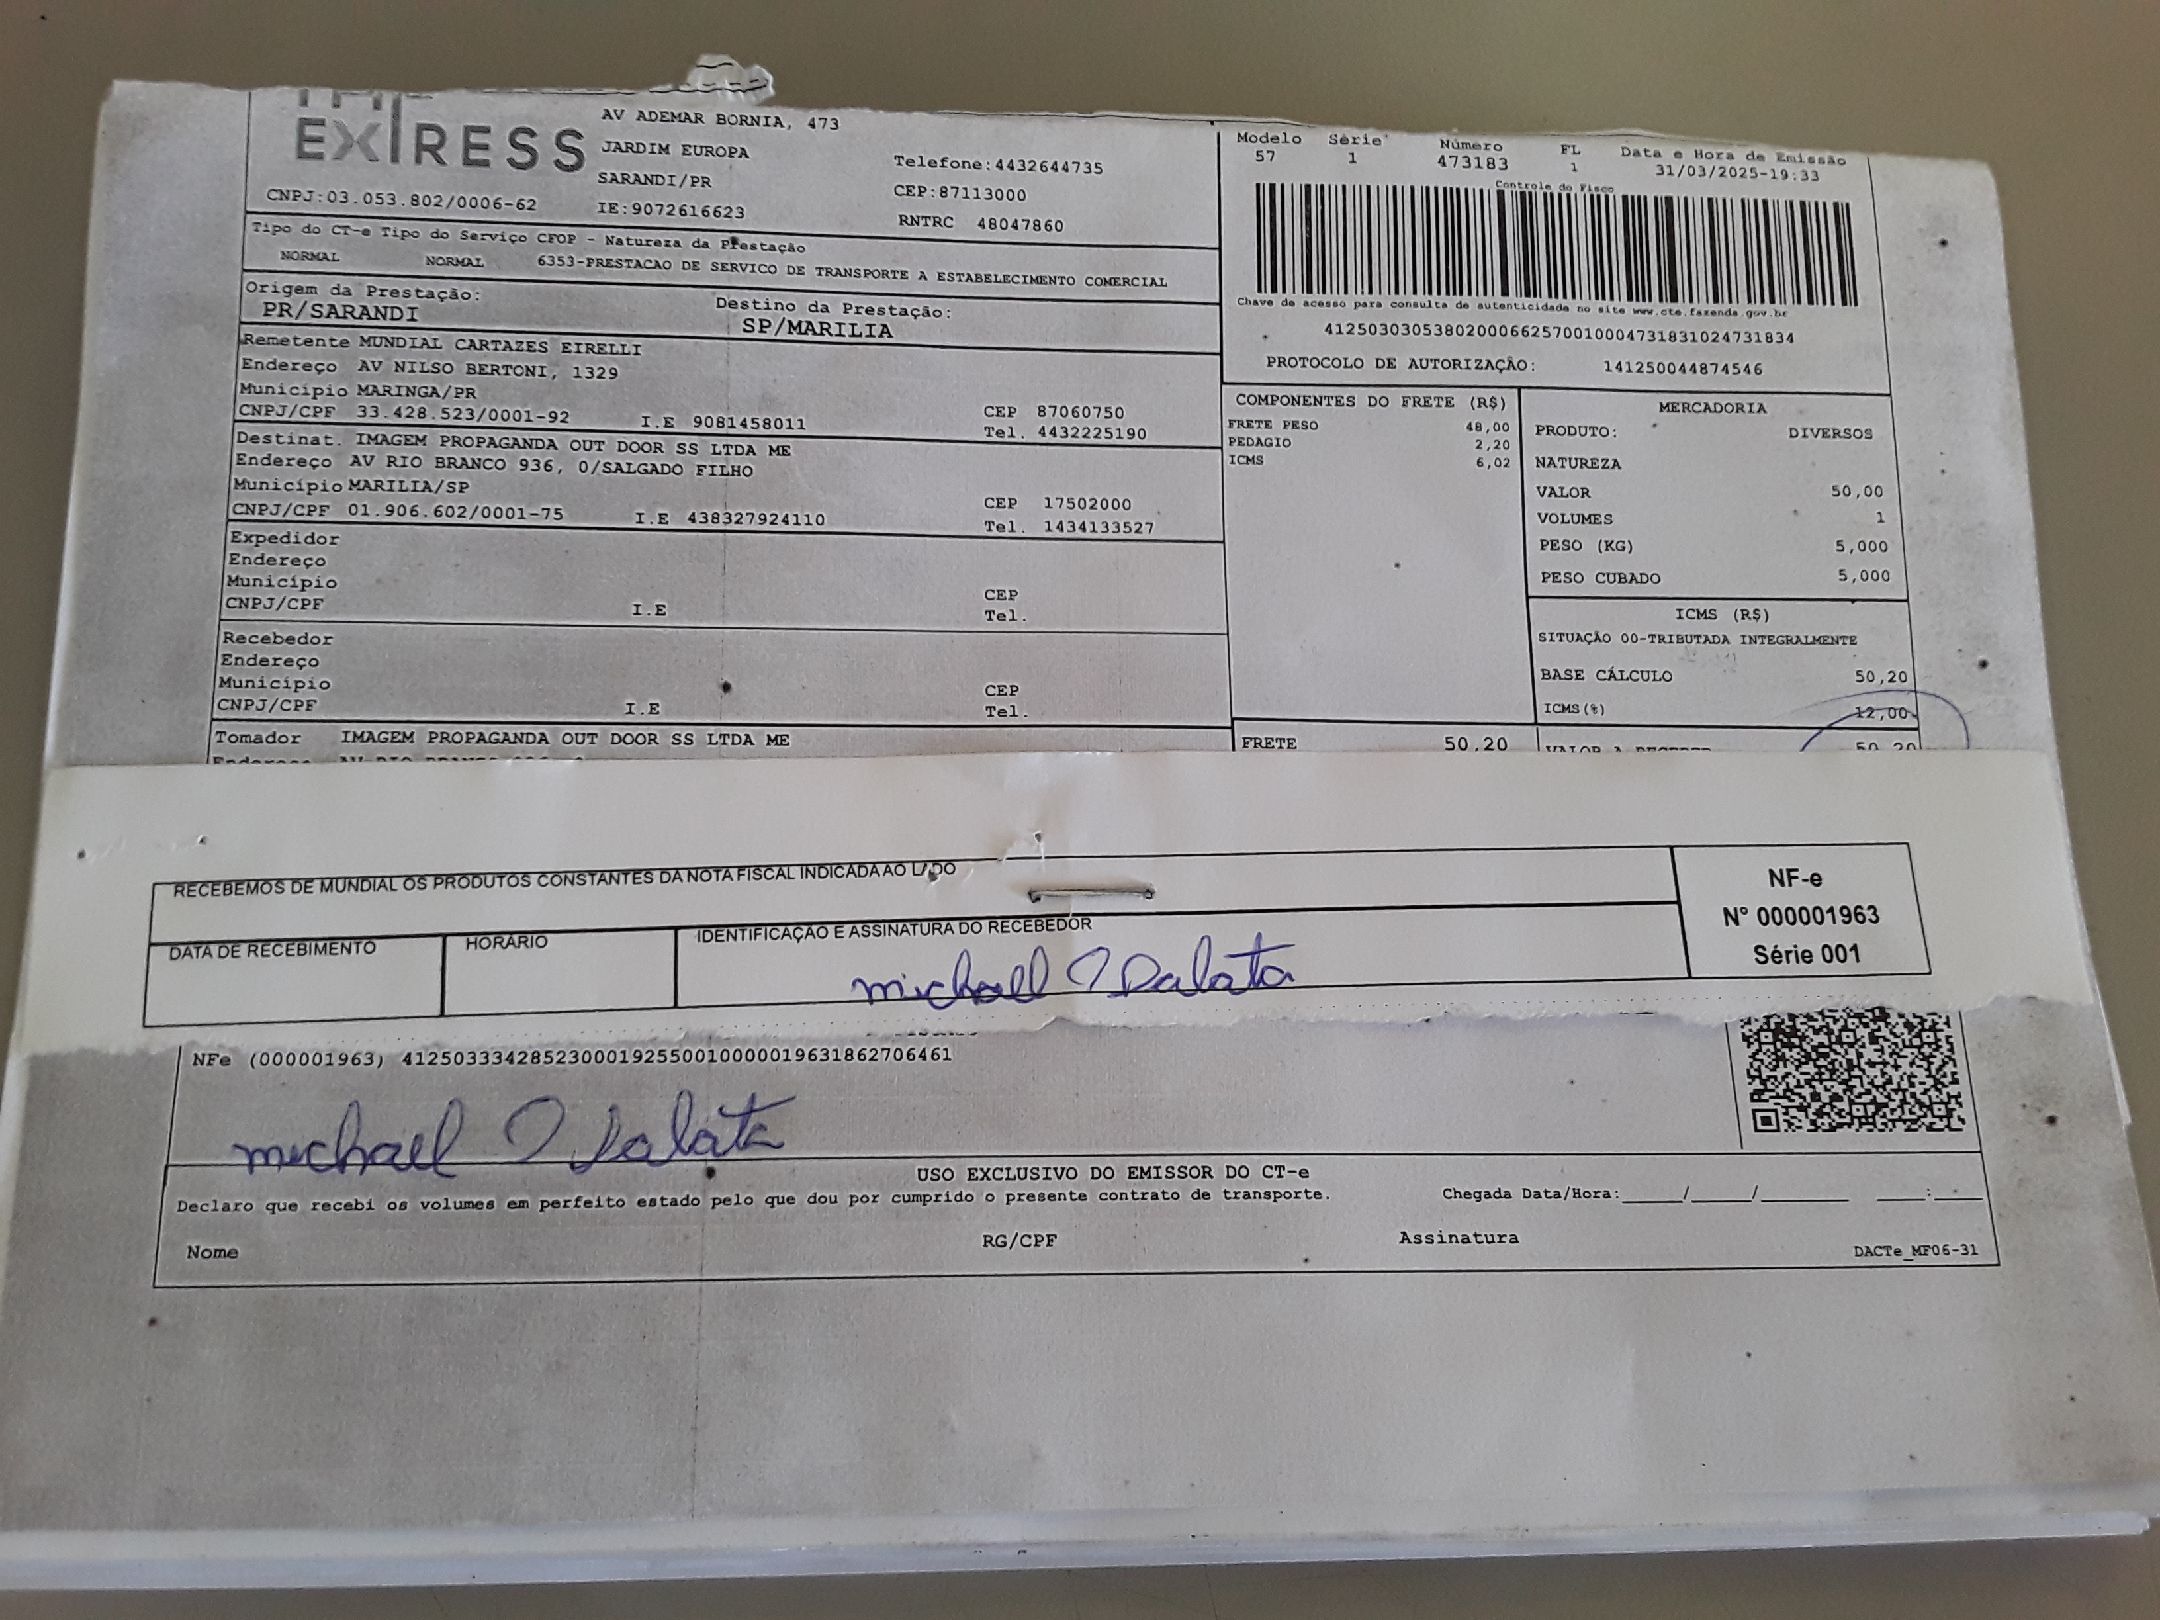 EXPRESS
AV ADEMAR BORNIA, 473
JARDIM EUROPA
SARANDI/PR
Telefone:4432644735
CEP:87113000
CNPJ:03.053.802/0006-62
IE:9072616623
RNTRC 48047860
Modelo Série Número FL Data e Hora de Emissão
57 1 473183 1 31/03/2025-19:33
Controle do Fisco
Chave de acesso para consulta de autenticidade no site www.cte.fazenda.gov.br
41250303053802000662570010004731831024731834
PROTOCOLO DE AUTORIZAÇÃO: 141250044874546
Tipo do CT-e Tipo do Serviço CFOP - Natureza da Prestação
NORMAL NORMAL 6353-PRESTACAO DE SERVICO DE TRANSPORTE A ESTABELECIMENTO COMERCIAL
Origem da Prestação: Destino da Prestação:
PR/SARANDI SP/MARILIA
Remetente MUNDIAL CARTAZES EIRELLI
Endereço AV NILSO BERTONI, 1329
Município MARINGA/PR
CNPJ/CPF 33.428.523/0001-92 I.E 9081458011 CEP 87060750
Tel. 4432225190
Destinat. IMAGEM PROPAGANDA OUT DOOR SS LTDA ME
Endereço AV RIO BRANCO 936, 0/SALGADO FILHO
Município MARILIA/SP
CNPJ/CPF 01.906.602/0001-75 I.E 438327924110 CEP 17502000
Tel. 1434133527
Expedidor
Endereço
Município
CNPJ/CPF I.E CEP
Tel.
Recebedor
Endereço
Município
CNPJ/CPF I.E CEP
Tel.
Tomador IMAGEM PROPAGANDA OUT DOOR SS LTDA ME
COMPONENTES DO FRETE (R$)
FRETE PESO 48,00
PEDAGIO 2,20
ICMS 6,02
FRETE 50,20
MERCADORIA
PRODUTO: DIVERSOS
NATUREZA
VALOR 50,00
VOLUMES 1
PESO (KG) 5,000
PESO CUBADO 5,000
ICMS (R$)
SITUAÇÃO 00-TRIBUTADA INTEGRALMENTE
BASE CÁLCULO 50,20
ICMS(%) 12,00
50,20
RECEBEMOS DE MUNDIAL OS PRODUTOS CONSTANTES DA NOTA FISCAL INDICADA AO LADO
DATA DE RECEBIMENTO HORÁRIO IDENTIFICAÇÃO E ASSINATURA DO RECEBEDOR
michael
NF-e
N° 000001963
Série 001
NFe (000001963) 41250333428523000192550010000019631862706461
michael
USO EXCLUSIVO DO EMISSOR DO CT-e
Declaro que recebi os volumes em perfeito estado pelo que dou por cumprido o presente contrato de transporte. Chegada Data/Hora:____/____/______ ___:___
Nome RG/CPF Assinatura
DACTe_MF06-31